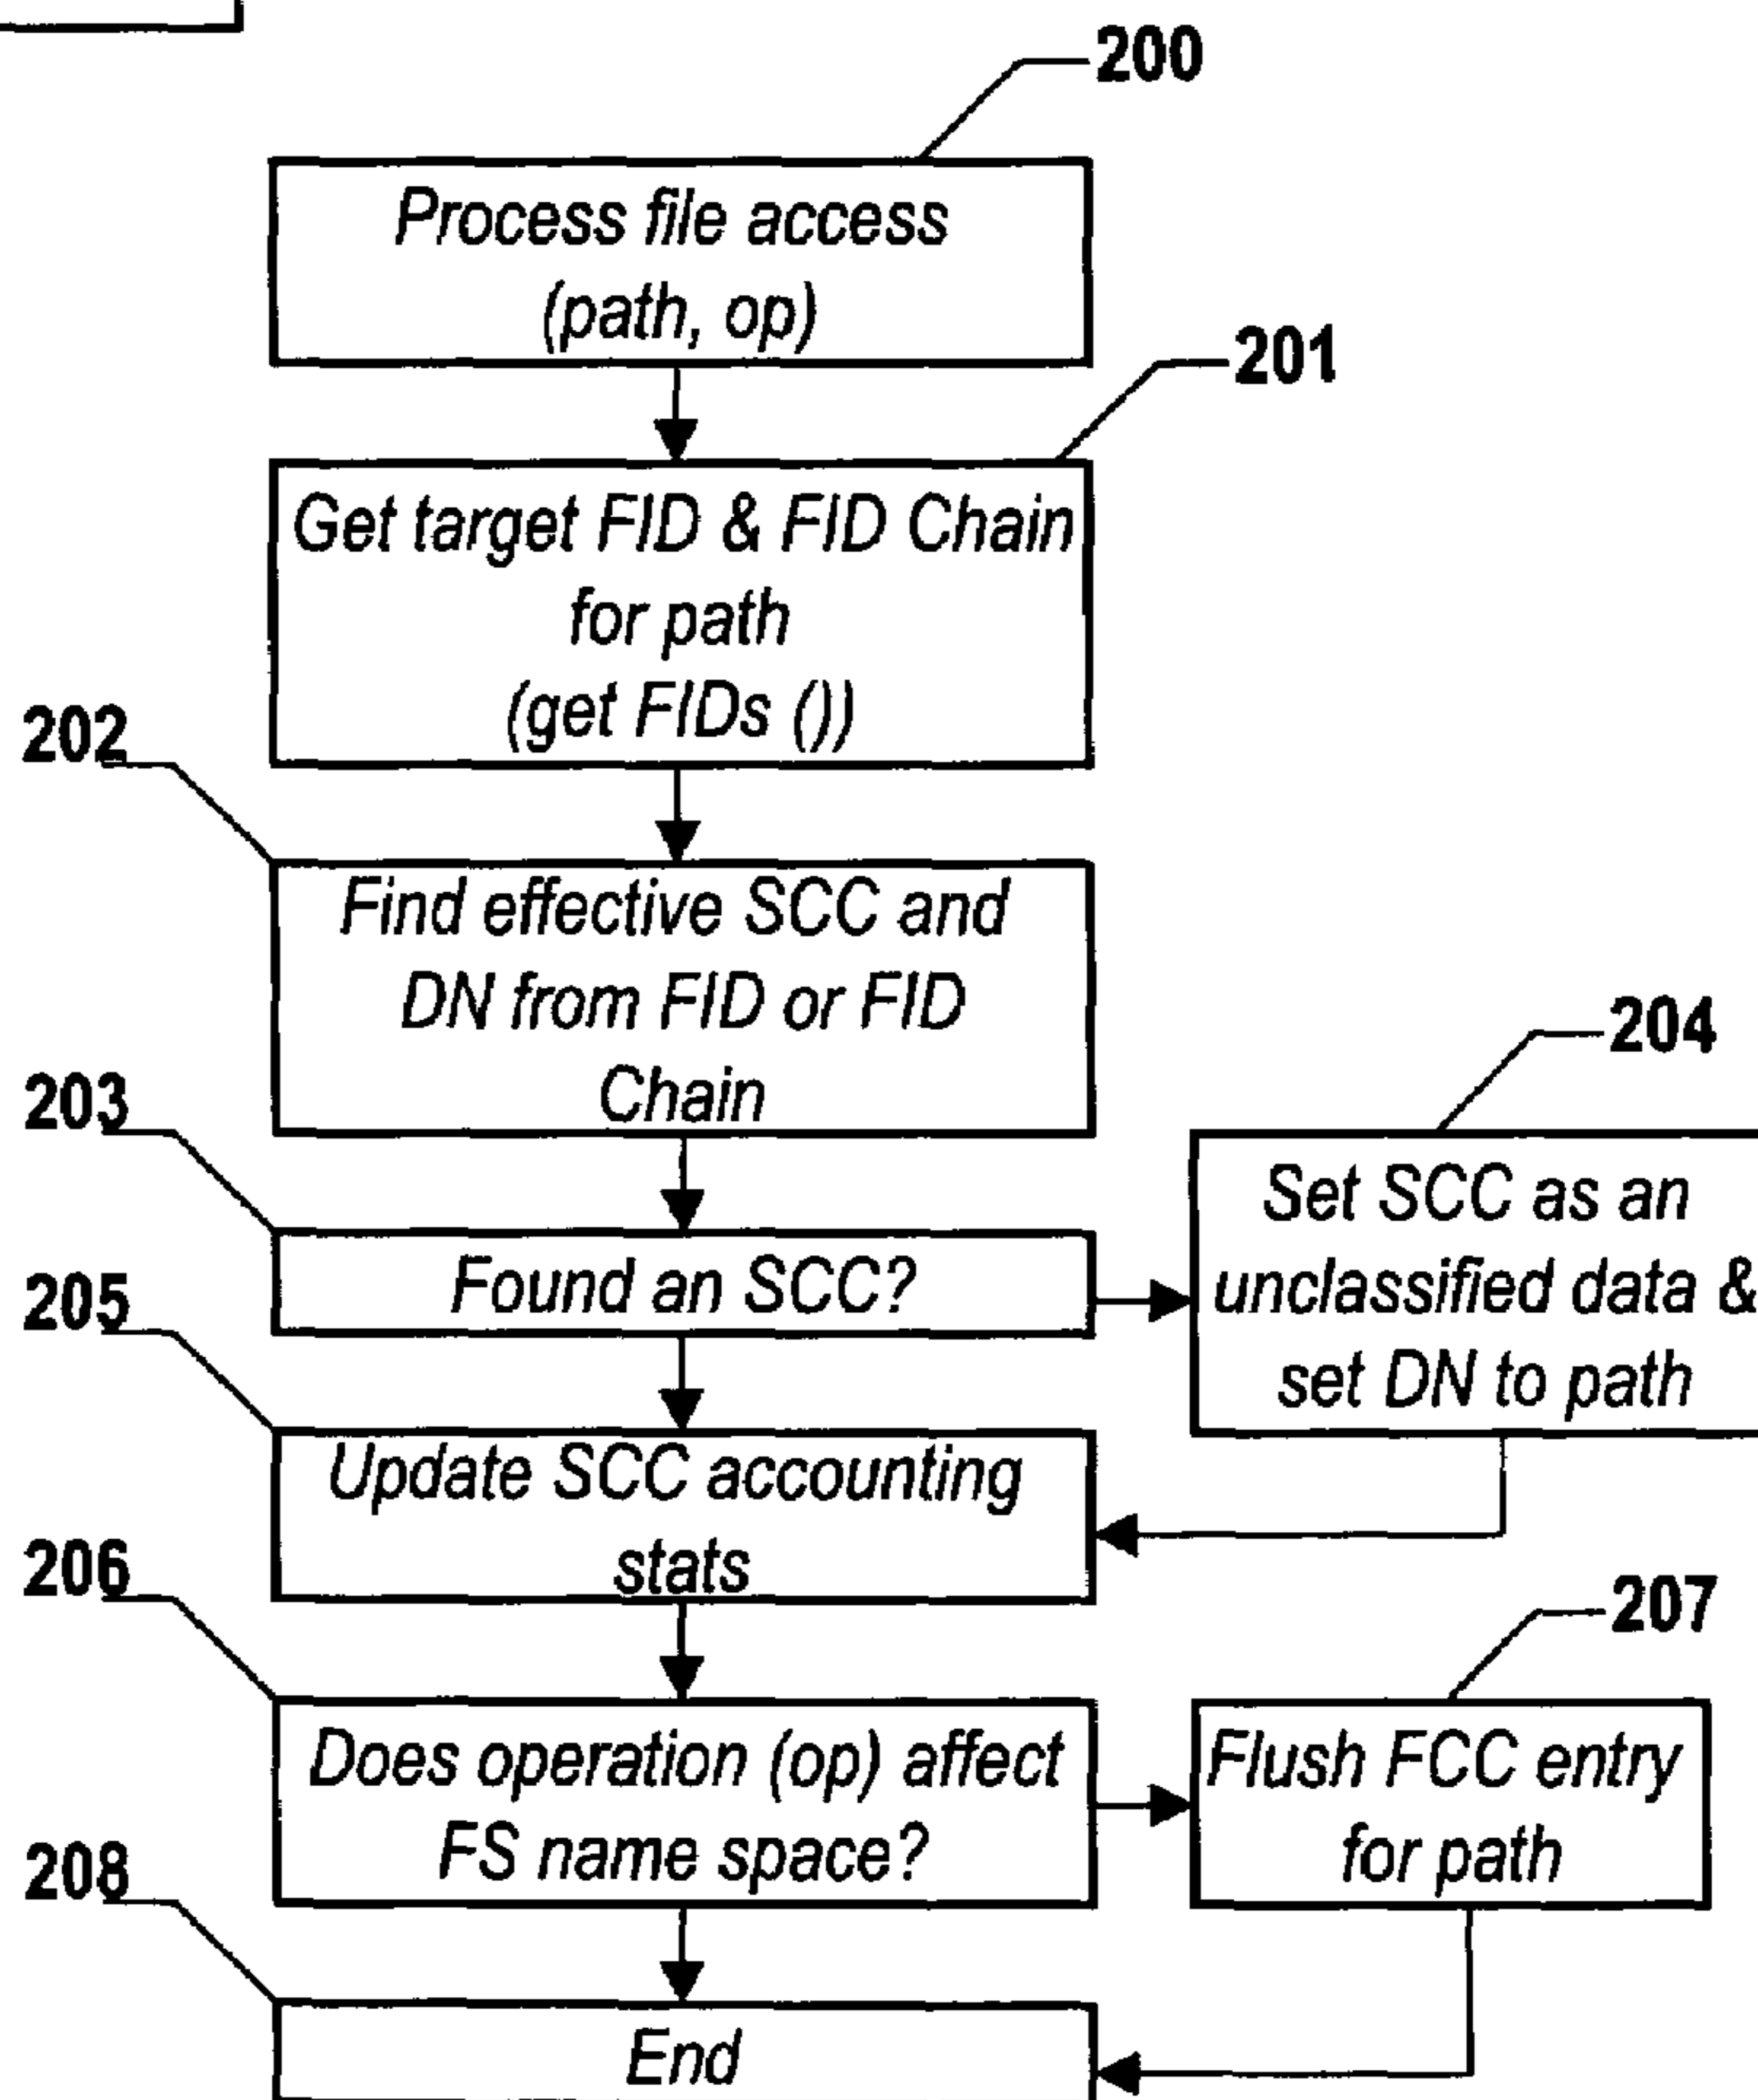 200
Process file access
(path, op)
201
Get target FID & FID Chain
for path
(get FIDs ())
202
Find effective SCC and
DN from FID or FID
Chain
203
Found an SCC?
204
Set SCC as an
unclassified data &
set DN to path
205
Update SCC accounting
stats
206
Does operation (op) affect
FS name space?
207
Flush FCC entry
for path
208
End